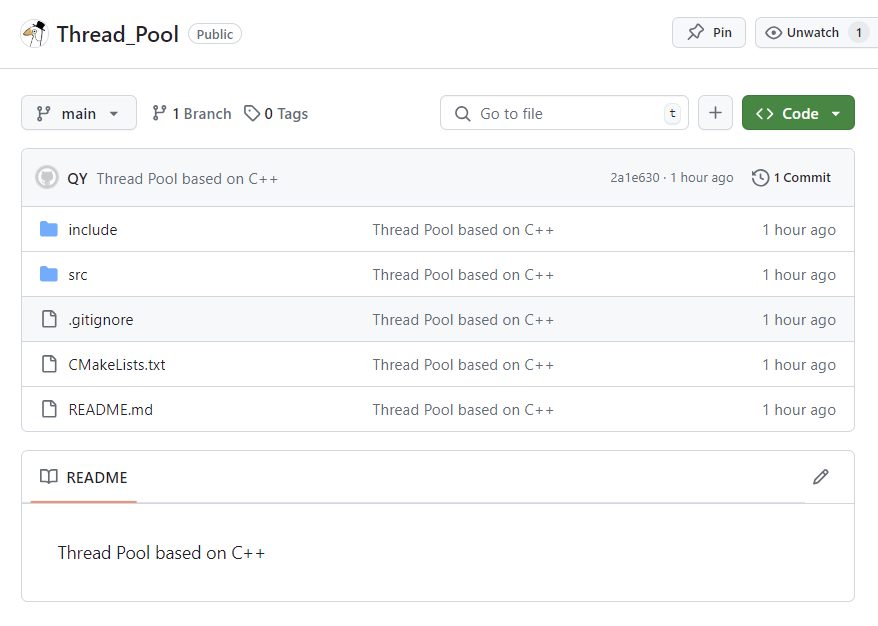 Thread_Pool Public Pin Unwatch 1
main 1 Branch 0 Tags Go to file t Code
QY Thread Pool based on C++ 2a1e630 · 1 hour ago 1 Commit
include Thread Pool based on C++ 1 hour ago
src Thread Pool based on C++ 1 hour ago
.gitignore Thread Pool based on C++ 1 hour ago
CMakeLists.txt Thread Pool based on C++ 1 hour ago
README.md Thread Pool based on C++ 1 hour ago
README
Thread Pool based on C++